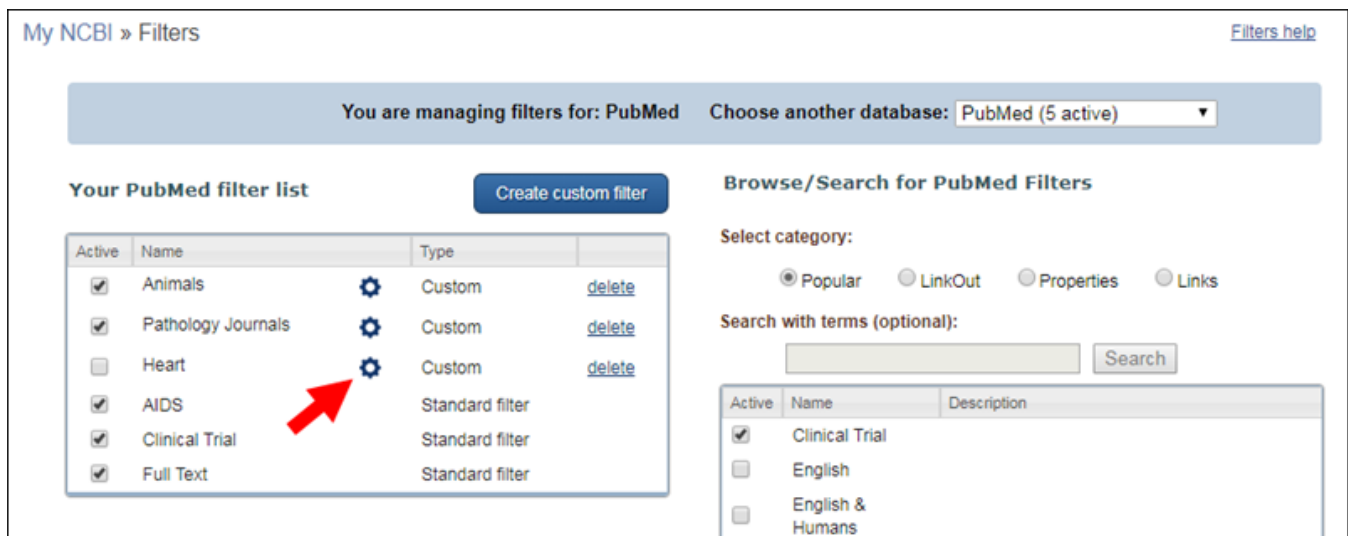 My NCBI » Filters
Filters help
You are managing filters for: PubMed Choose another database: PubMed (5 active)
Your PubMed filter list
Create custom filter
Active Name Type
Animals Custom delete
Pathology Journals Custom delete
Heart Custom delete
AIDS Standard filter
Clinical Trial Standard filter
Full Text Standard filter
Browse/Search for PubMed Filters
Select category:
Popular LinkOut Properties Links
Search with terms (optional):
Search
Active Name Description
Clinical Trial
English
English &
Humans